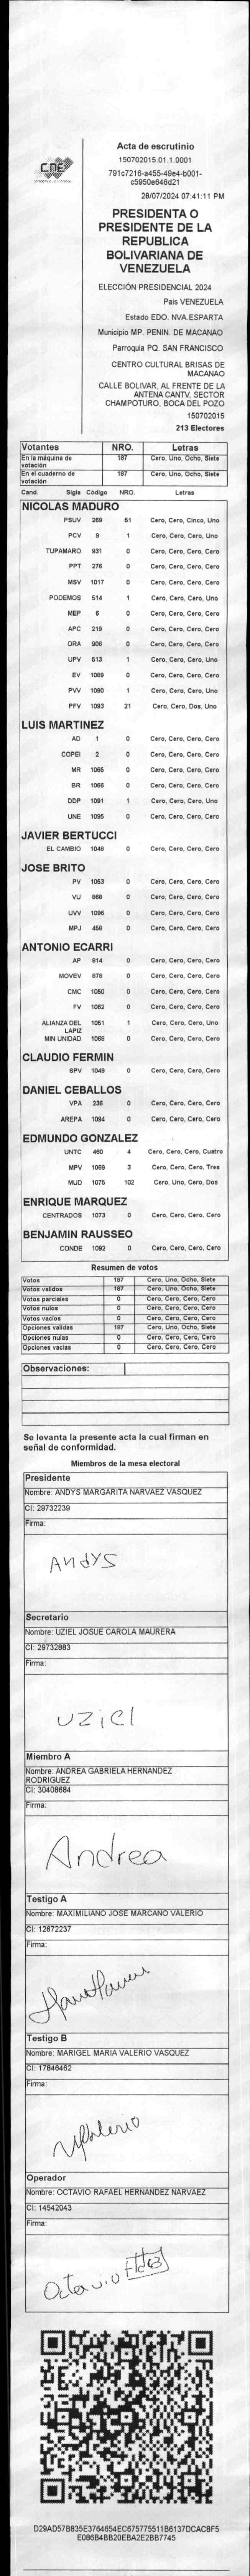 CNE
Acta de escrutinio
150702015.01.1.0001
791c7216-a455-49e4-b001-
c5950e646d21
28/07/2024 07:41:11 PM
PRESIDENTA O
PRESIDENTE DE LA
REPUBLICA
BOLIVARIANA DE
VENEZUELA
ELECCIÓN PRESIDENCIAL 2024
Pais VENEZUELA
Estado EDO. NVA.ESPARTA
Municipio MP. PENIN. DE MACANAO
Parroquia PQ. SAN FRANCISCO
CENTRO CULTURAL BRISAS DE
MACANAO
CALLE BOLIVAR, AL FRENTE DE LA
ANTENA CANTV, SECTOR
CHAMPOTURO, BOCA DEL POZO
150702015
213 Electores
Votantes NRO. Letras
En la máquina de votación 187 Cero, Uno, Ocho, Siete
En el cuaderno de votación 187 Cero, Uno, Ocho, Siete
Cand. Sigla Código NRO. Letras
NICOLAS MADURO
PSUV 269 51 Cero, Cero, Cinco, Uno
PCV 9 1 Cero, Cero, Cero, Uno
TUPAMARO 931 0 Cero, Cero, Cero, Cero
PPT 276 0 Cero, Cero, Cero, Cero
MSV 1017 0 Cero, Cero, Cero, Cero
PODEMOS 514 1 Cero, Cero, Cero, Uno
MEP 6 0 Cero, Cero, Cero, Cero
APC 219 0 Cero, Cero, Cero, Cero
ORA 906 0 Cero, Cero, Cero, Cero
UPV 513 1 Cero, Cero, Cero, Uno
EV 1089 0 Cero, Cero, Cero, Cero
PVV 1090 1 Cero, Cero, Cero, Uno
PFV 1093 21 Cero, Cero, Dos, Uno
LUIS MARTINEZ
AD 1 0 Cero, Cero, Cero, Cero
COPEI 2 0 Cero, Cero, Cero, Cero
MR 1065 0 Cero, Cero, Cero, Cero
BR 1066 0 Cero, Cero, Cero, Cero
DDP 1091 1 Cero, Cero, Cero, Uno
UNE 1095 0 Cero, Cero, Cero, Cero
JAVIER BERTUCCI
EL CAMBIO 1048 0 Cero, Cero, Cero, Cero
JOSE BRITO
PV 1053 0 Cero, Cero, Cero, Cero
VU 868 0 Cero, Cero, Cero, Cero
UVV 1096 0 Cero, Cero, Cero, Cero
MPJ 458 0 Cero, Cero, Cero, Cero
ANTONIO ECARRI
AP 814 0 Cero, Cero, Cero, Cero
MOVEV 878 0 Cero, Cero, Cero, Cero
CMC 1050 0 Cero, Cero, Cero, Cero
FV 1062 0 Cero, Cero, Cero, Cero
ALIANZA DEL LAPIZ 1051 1 Cero, Cero, Cero, Uno
MIN UNIDAD 1068 0 Cero, Cero, Cero, Cero
CLAUDIO FERMIN
SPV 1049 0 Cero, Cero, Cero, Cero
DANIEL CEBALLOS
VPA 236 0 Cero, Cero, Cero, Cero
AREPA 1094 0 Cero, Cero, Cero, Cero
EDMUNDO GONZALEZ
UNTC 460 4 Cero, Cero, Cero, Cuatro
MPV 1069 3 Cero, Cero, Cero, Tres
MUD 1075 102 Cero, Uno, Cero, Dos
ENRIQUE MARQUEZ
CENTRADOS 1073 0 Cero, Cero, Cero, Cero
BENJAMIN RAUSSEO
CONDE 1092 0 Cero, Cero, Cero, Cero
Resumen de votos
Votos 187 Cero, Uno, Ocho, Siete
Votos validos 187 Cero, Uno, Ocho, Siete
Votos parciales 0 Cero, Cero, Cero, Cero
Votos nulos 0 Cero, Cero, Cero, Cero
Votos vacios 0 Cero, Cero, Cero, Cero
Opciones validas 187 Cero, Uno, Ocho, Siete
Opciones nulas 0 Cero, Cero, Cero, Cero
Opciones vacias 0 Cero, Cero, Cero, Cero
Observaciones:
Se levanta la presente acta la cual firman en
señal de conformidad.
Miembros de la mesa electoral
Presidente
Nombre: ANDYS MARGARITA NARVAEZ VASQUEZ
CI: 29732239
Firma:
Andys
Secretario
Nombre: UZIEL JOSUE CAROLA MAURERA
CI: 29732883
Firma:
uziel
Miembro A
Nombre: ANDREA GABRIELA HERNANDEZ
RODRIGUEZ
CI: 30408684
Firma:
Andrea
Testigo A
Nombre: MAXIMILIANO JOSE MARCANO VALERIO
CI: 12672237
Firma:
Testigo B
Nombre: MARIGEL MARIA VALERIO VASQUEZ
CI: 17846462
Firma:
MValerio
Operador
Nombre: OCTAVIO RAFAEL HERNANDEZ NARVAEZ
CI: 14542043
Firma:
Octavio
D29AD57B835E3764654EC675775511B6137DCAC8F5
E086B4BB20EBA2E2BB7745